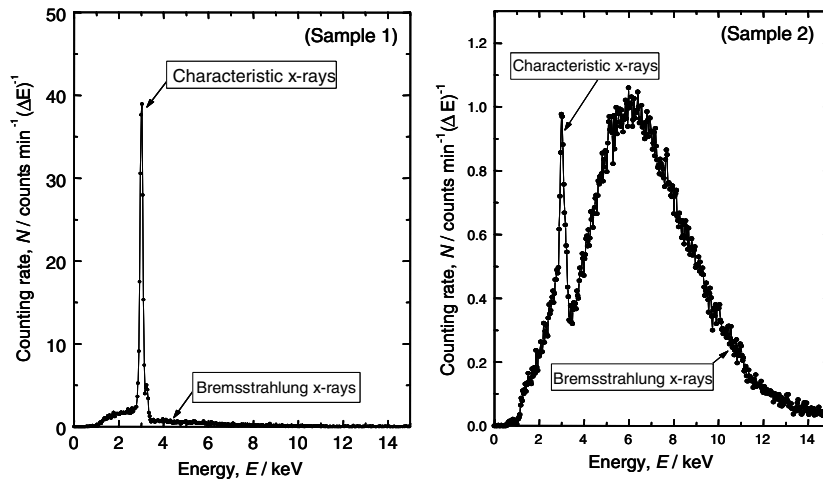 (Sample 1)
Characteristic x-rays
Bremsstrahlung x-rays
Counting rate, N / counts min⁻¹(ΔE)⁻¹
50
40
30
20
10
0
0 2 4 6 8 10 12 14
Energy, E / keV
(Sample 2)
Characteristic x-rays
Bremsstrahlung x-rays
Counting rate, N / counts min⁻¹(Δ E)⁻¹
1.0
0.8
0.6
0.4
0.2
0.0
0 2 4 6 8 10 12 14
Energy, E / keV